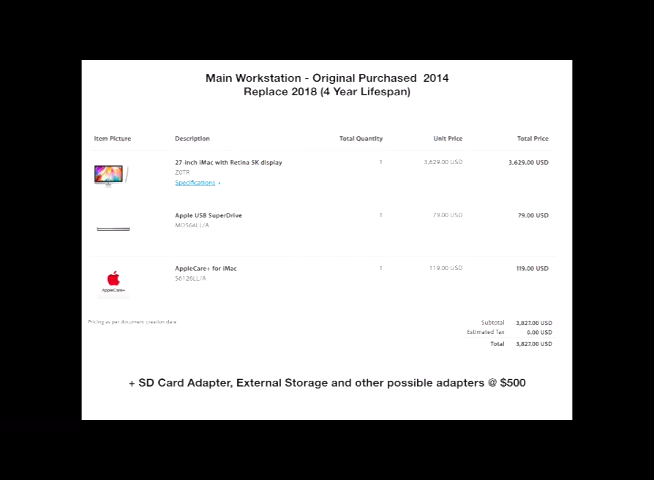 Main Workstation - Original Purchased 2014
Replace 2018 (4 Year Lifespan)
Item Picture Description Total Quantity Unit Price Total Price
27-inch iMac with Retina 5K display 1 3,629.00 USD 3,629.00 USD
Z0TR
Specifications
Apple USB SuperDrive 1 79.00 USD 79.00 USD
MD564LL/A
AppleCare+ for iMac 1 119.00 USD 119.00 USD
S6126LL/A
AppleCare+
Pricing as per document creation date Subtotal 3,827.00 USD
Estimated Tax 0.00 USD
Total 3,827.00 USD
+ SD Card Adapter, External Storage and other possible adapters @ $500